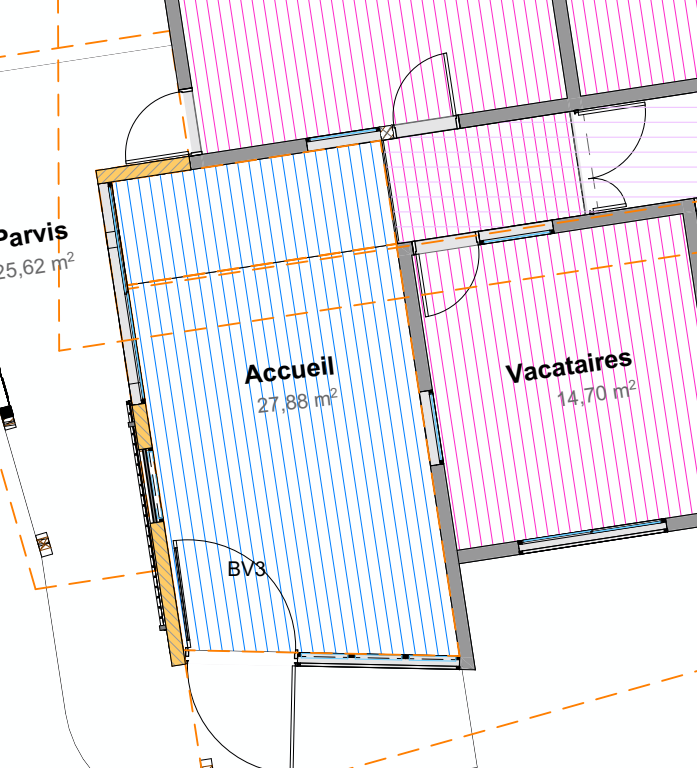 Parvis
25,62 m²
Accueil
27,88 m²
Vacataires
14,70 m²
BV3